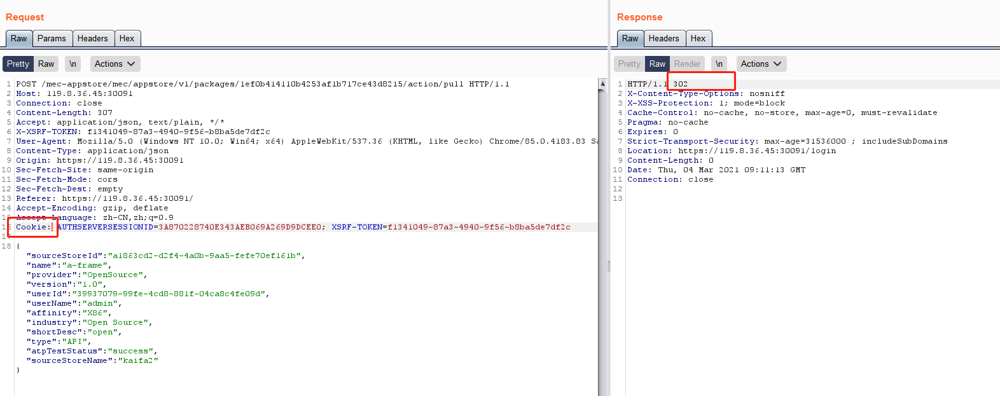 Request
Raw
Params
Headers
Hex
Pretty
Raw
\n
Actions
1 POST /mec-appstore/mec/appstore/v1/packages/1ef0b414110b4253af1b717ce43d8215/action/pull HTTP/1.1
2 Host: 119.8.36.45:30091
3 Connection: close
4 Content-Length: 307
5 Accept: application/json, text/plain, */*
6 X-XSRF-TOKEN: f1341049-87a3-4940-9f56-b8ba5de7df2c
7 User-Agent: Mozilla/5.0 (Windows NT 10.0; Win64; x64) AppleWebKit/537.36 (KHTML, like Gecko) Chrome/85.0.4183.83 Sa
8 Content-Type: application/json
9 Origin: https://119.8.36.45:30091
10 Sec-Fetch-Site: same-origin
11 Sec-Fetch-Mode: cors
12 Sec-Fetch-Dest: empty
13 Referer: https://119.8.36.45:30091/
14 Accept-Encoding: gzip, deflate
15 Accept-Language: zh-CN,zh;q=0.9
16 Cookie: AUTHSERVERSESSIONID=3A870228740E343AEB069A269D9DCEE0; XSRF-TOKEN=f1341049-87a3-4940-9f56-b8ba5de7df2c
17
18 {
"sourceStoreId":"a1863cd2-d2f4-4a0b-9aa5-fefe70ef161b",
"name":"a-frame",
"provider":"OpenSource",
"version":"1.0",
"userId":"39937079-99fe-4cd8-881f-04ca8c4fe09d",
"userName":"admin",
"affinity":"X86",
"industry":"Open Source",
"shortDesc":"open",
"type":"API",
"atpTestStatus":"success",
"sourceStoreName":"kaifa2"
}
Response
Raw
Headers
Hex
Pretty
Raw
Render
\n
Actions
1 HTTP/1.1 302
2 X-Content-Type-Options: nosniff
3 X-XSS-Protection: 1; mode=block
4 Cache-Control: no-cache, no-store, max-age=0, must-revalidate
5 Pragma: no-cache
6 Expires: 0
7 Strict-Transport-Security: max-age=31536000 ; includeSubDomains
8 Location: https://119.8.36.45:30091/login
9 Content-Length: 0
10 Date: Thu, 04 Mar 2021 09:11:13 GMT
11 Connection: close
12
13